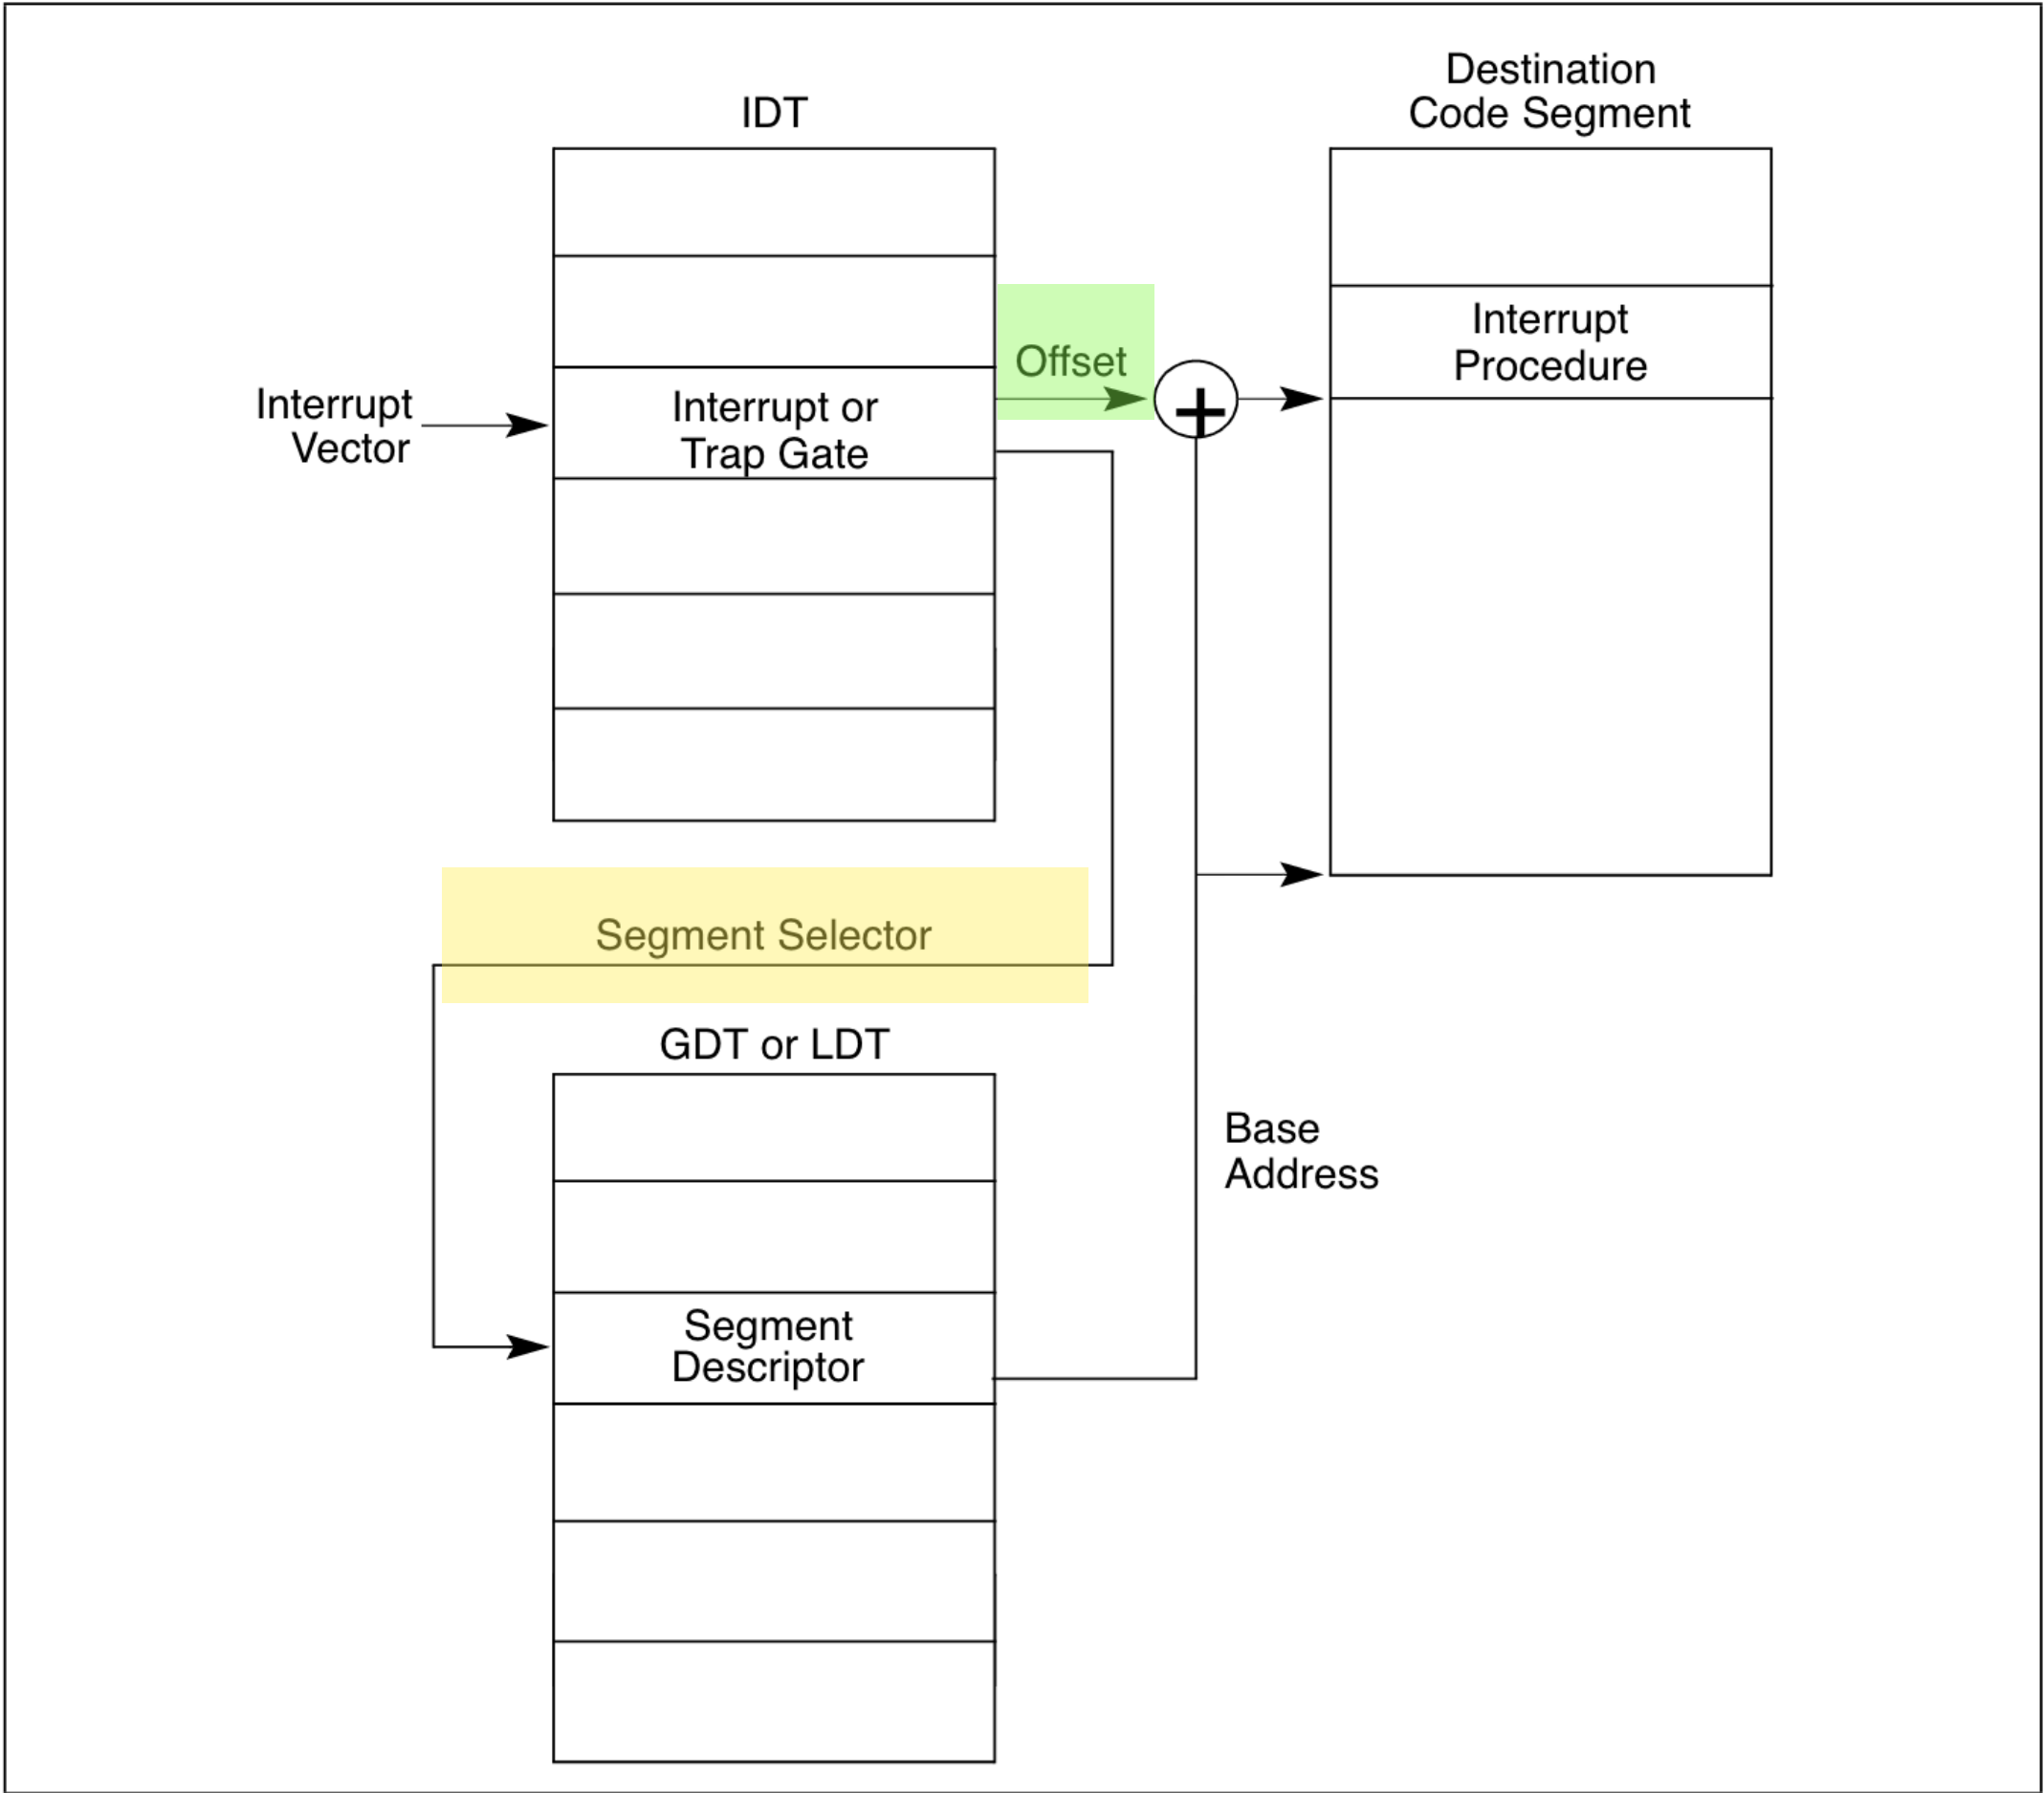 IDT
Destination
Code Segment
Interrupt
Vector
Interrupt or
Trap Gate
Offset
Interrupt
Procedure
Segment Selector
GDT or LDT
Segment
Descriptor
Base
Address